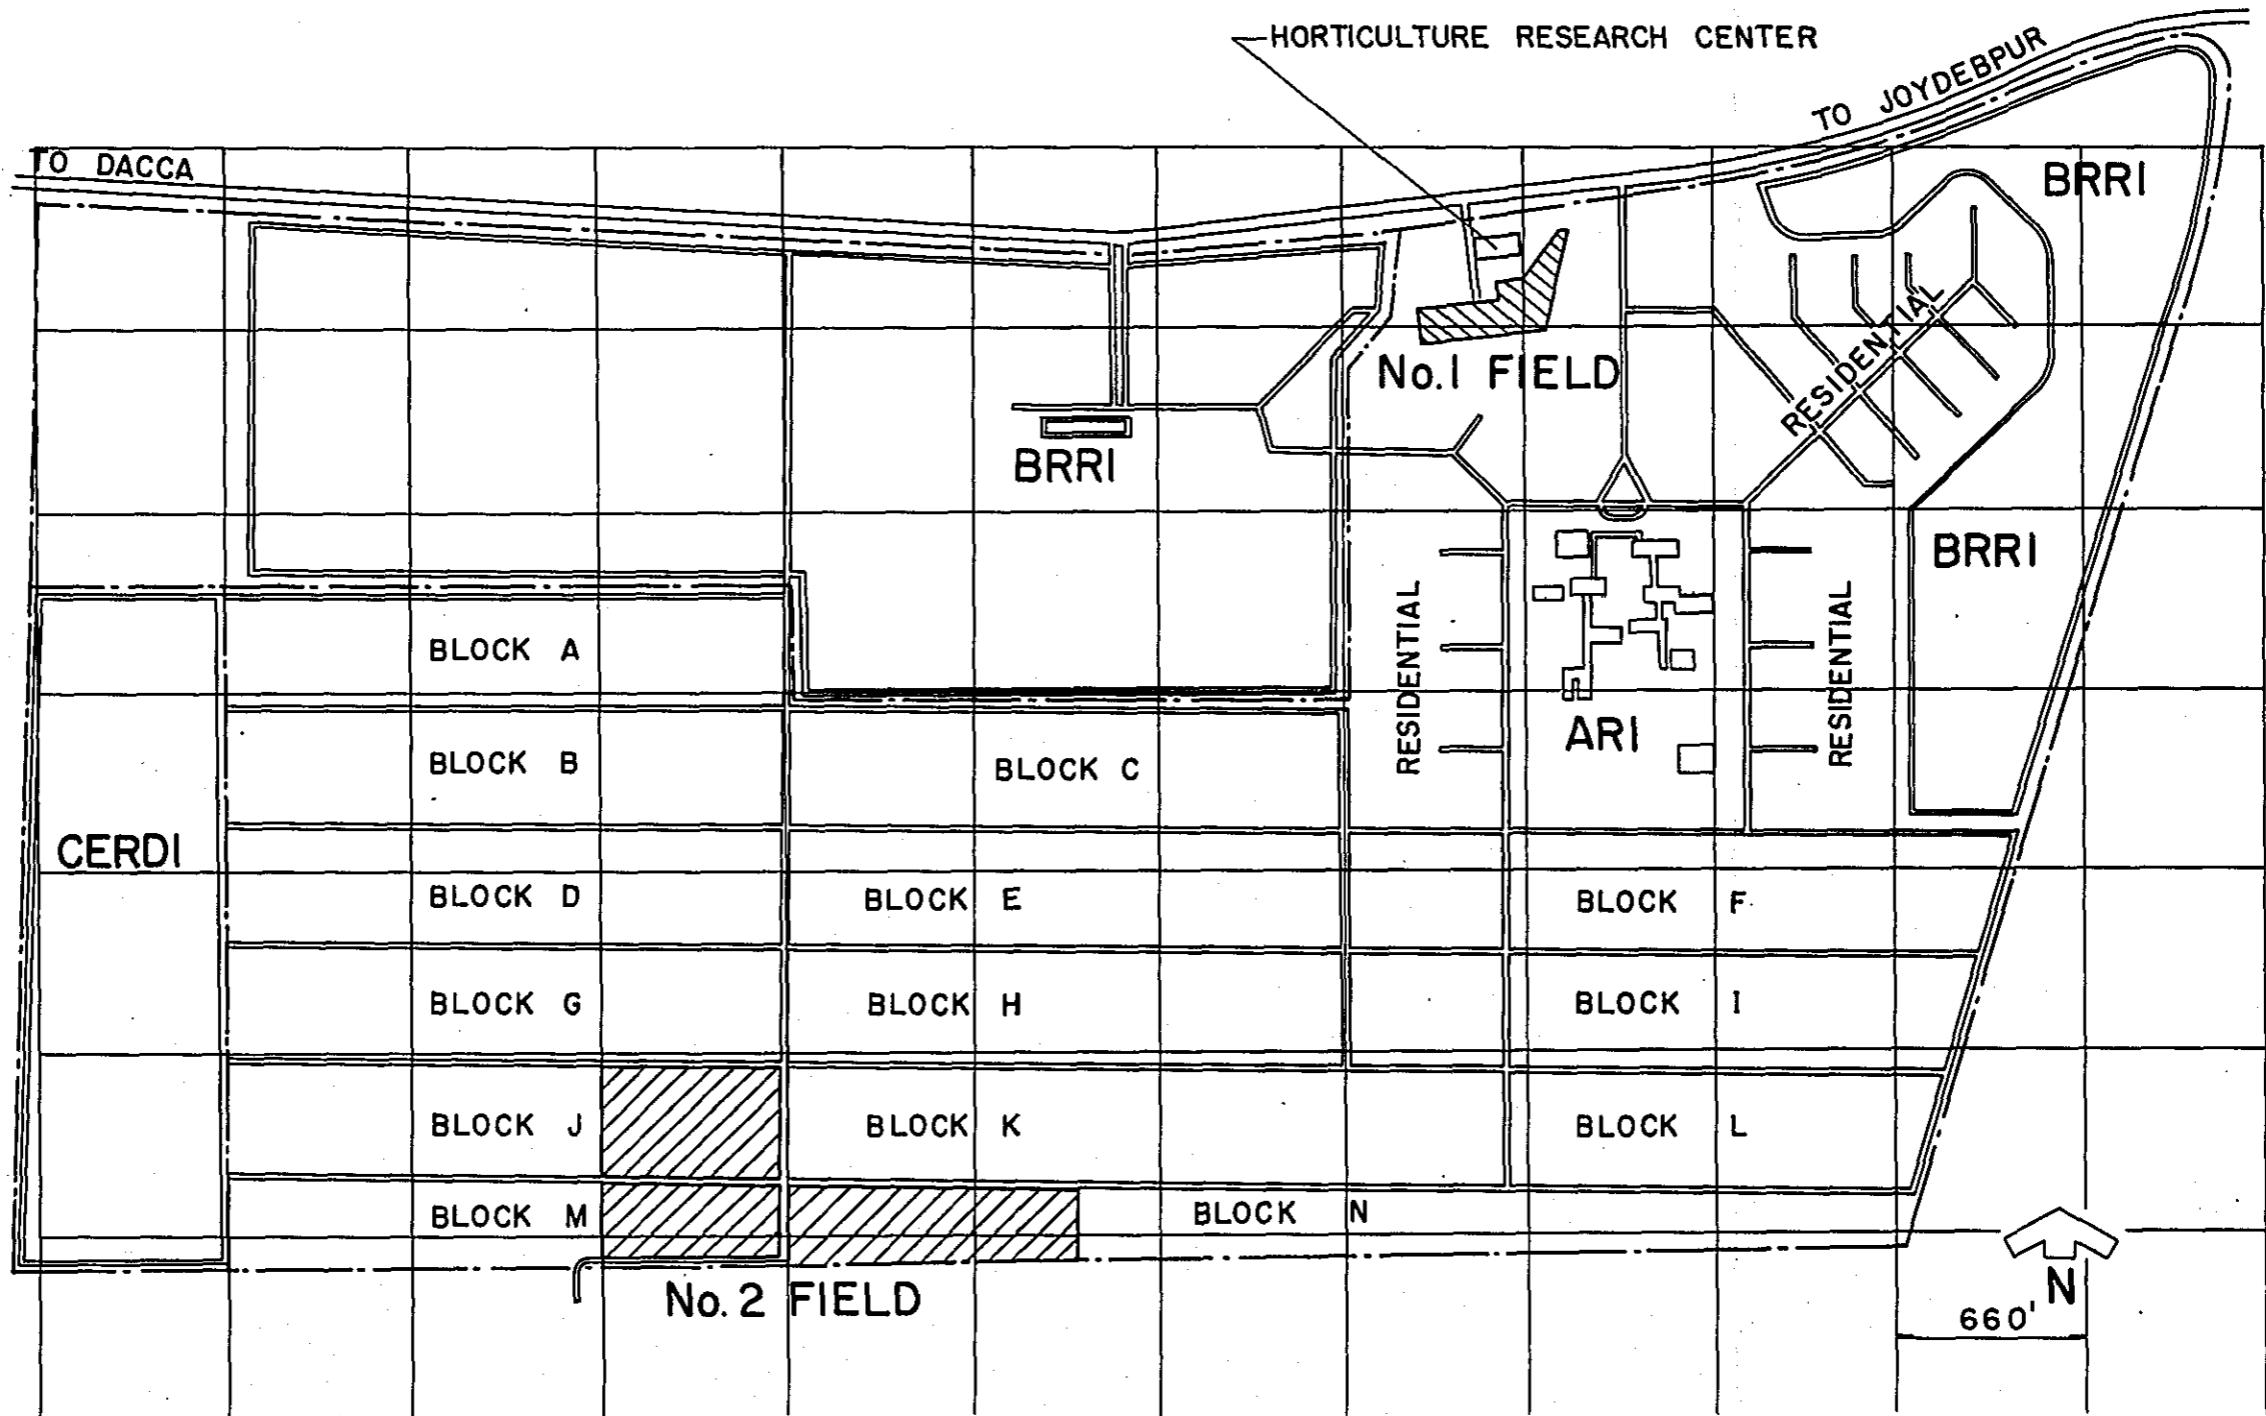 HORTICULTURE RESEARCH CENTER
TO JOYDEBPUR
TO DACCA
BRRI
RESIDENTIAL
No.1 FIELD
BRRI
BRRI
RESIDENTIAL
RESIDENTIAL
BLOCK A
ARI
BLOCK B
BLOCK C
CERDI
BLOCK D
BLOCK E
BLOCK F
BLOCK G
BLOCK H
BLOCK I
BLOCK J
BLOCK K
BLOCK L
BLOCK M
BLOCK N
No. 2 FIELD
N
660'